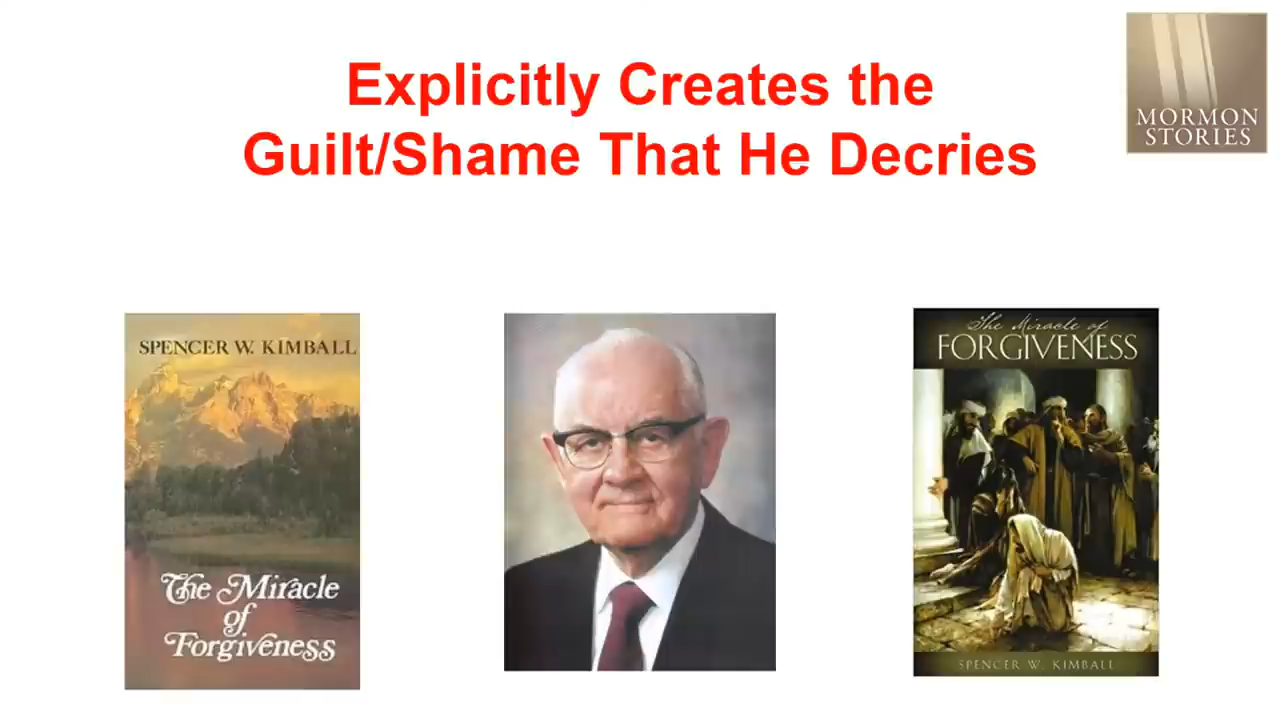 Explicitly Creates the
Guilt/Shame That He Decries
MORMON
STORIES
SPENCER W. KIMBALL
The Miracle
of
Forgiveness
The Miracle of
FORGIVENESS
SPENCER W. KIMBALL